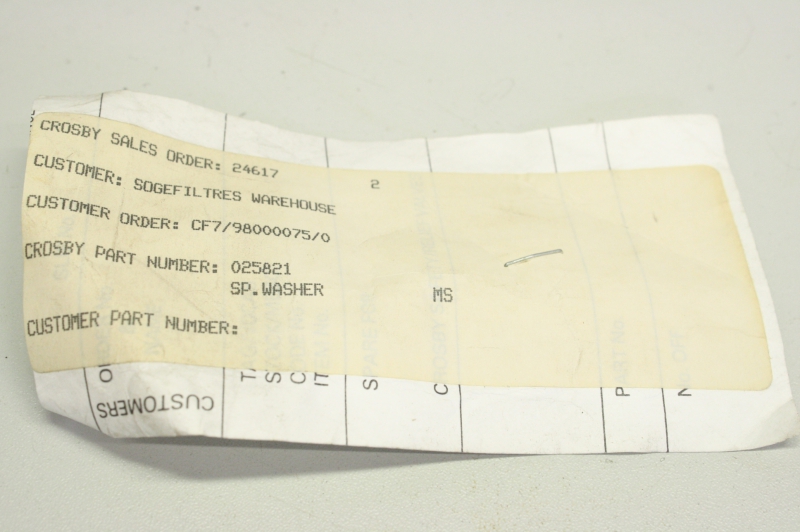 CROSBY SALES ORDER: 24617 2
CUSTOMER: SOGEFILTRES WAREHOUSE
CUSTOMER ORDER: CF7/98000075/0
CROSBY PART NUMBER: 025821
SP.WASHER MS
CUSTOMER PART NUMBER:
CUSTOMERS